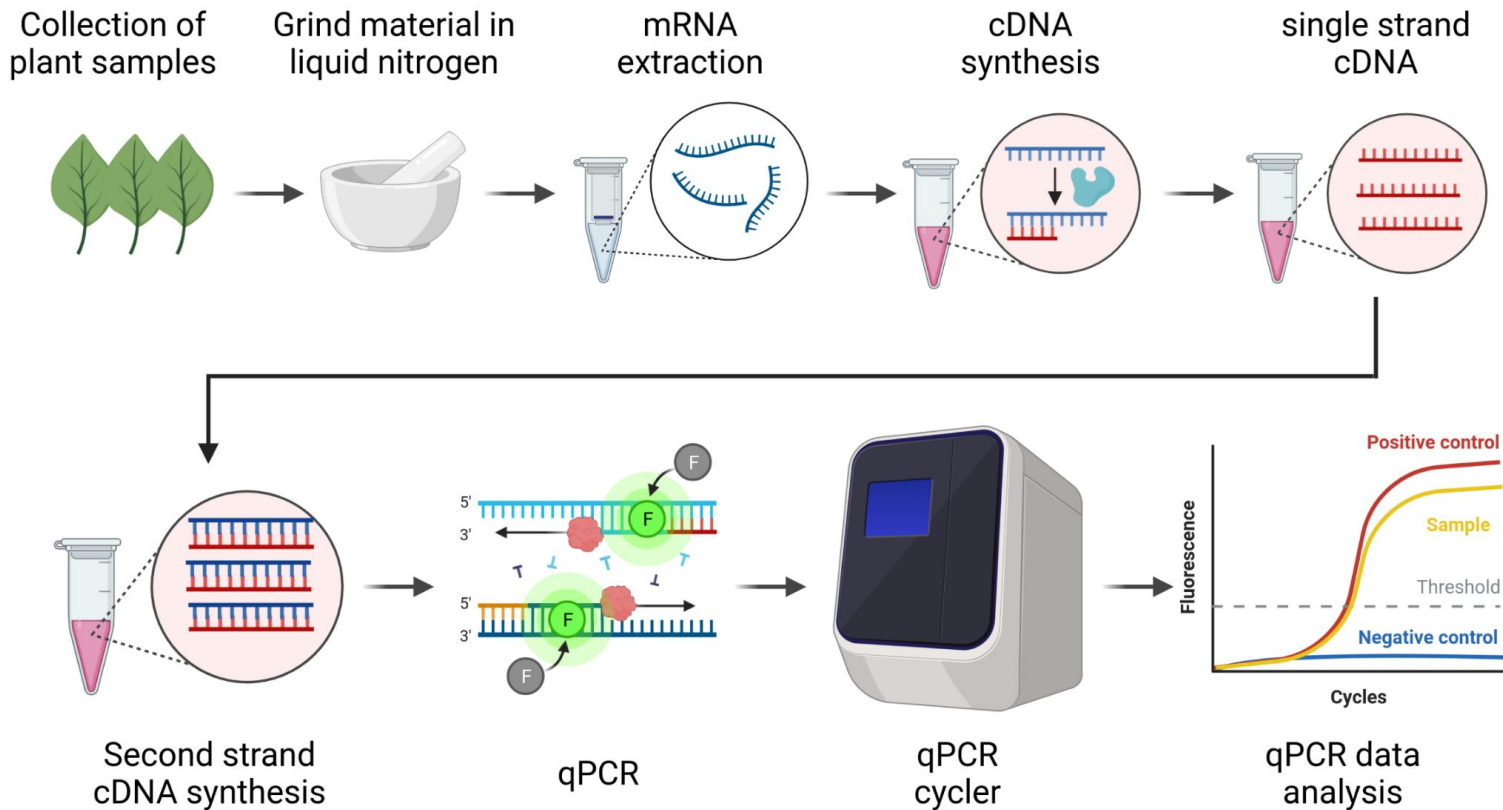 Collection of
plant samples
Grind material in
liquid nitrogen
mRNA
extraction
cDNA
synthesis
single strand
cDNA
Second strand
cDNA synthesis
5'
3'
F
F
5'
3'
F
F
qPCR
qPCR
cycler
Fluorescence
Positive control
Sample
Threshold
Negative control
Cycles
qPCR data
analysis